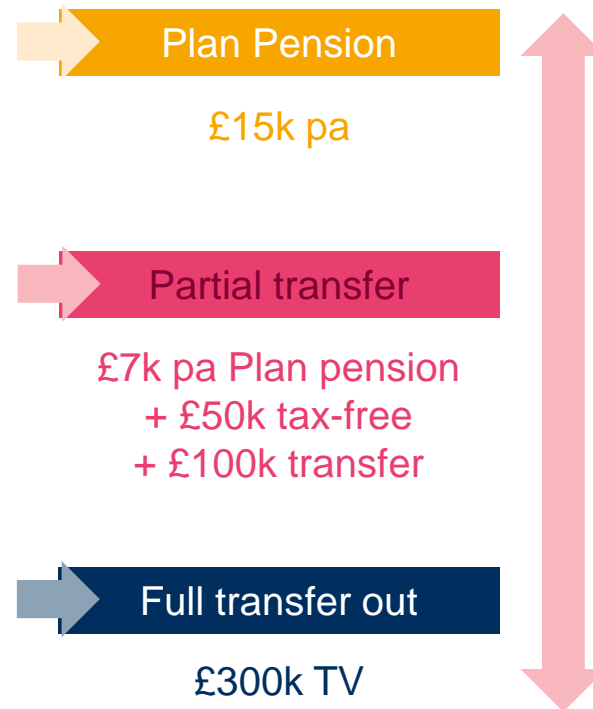 Plan Pension
£15k pa
Partial transfer
£7k pa Plan pension
+ £50k tax-free
+ £100k transfer
Full transfer out
£300k TV